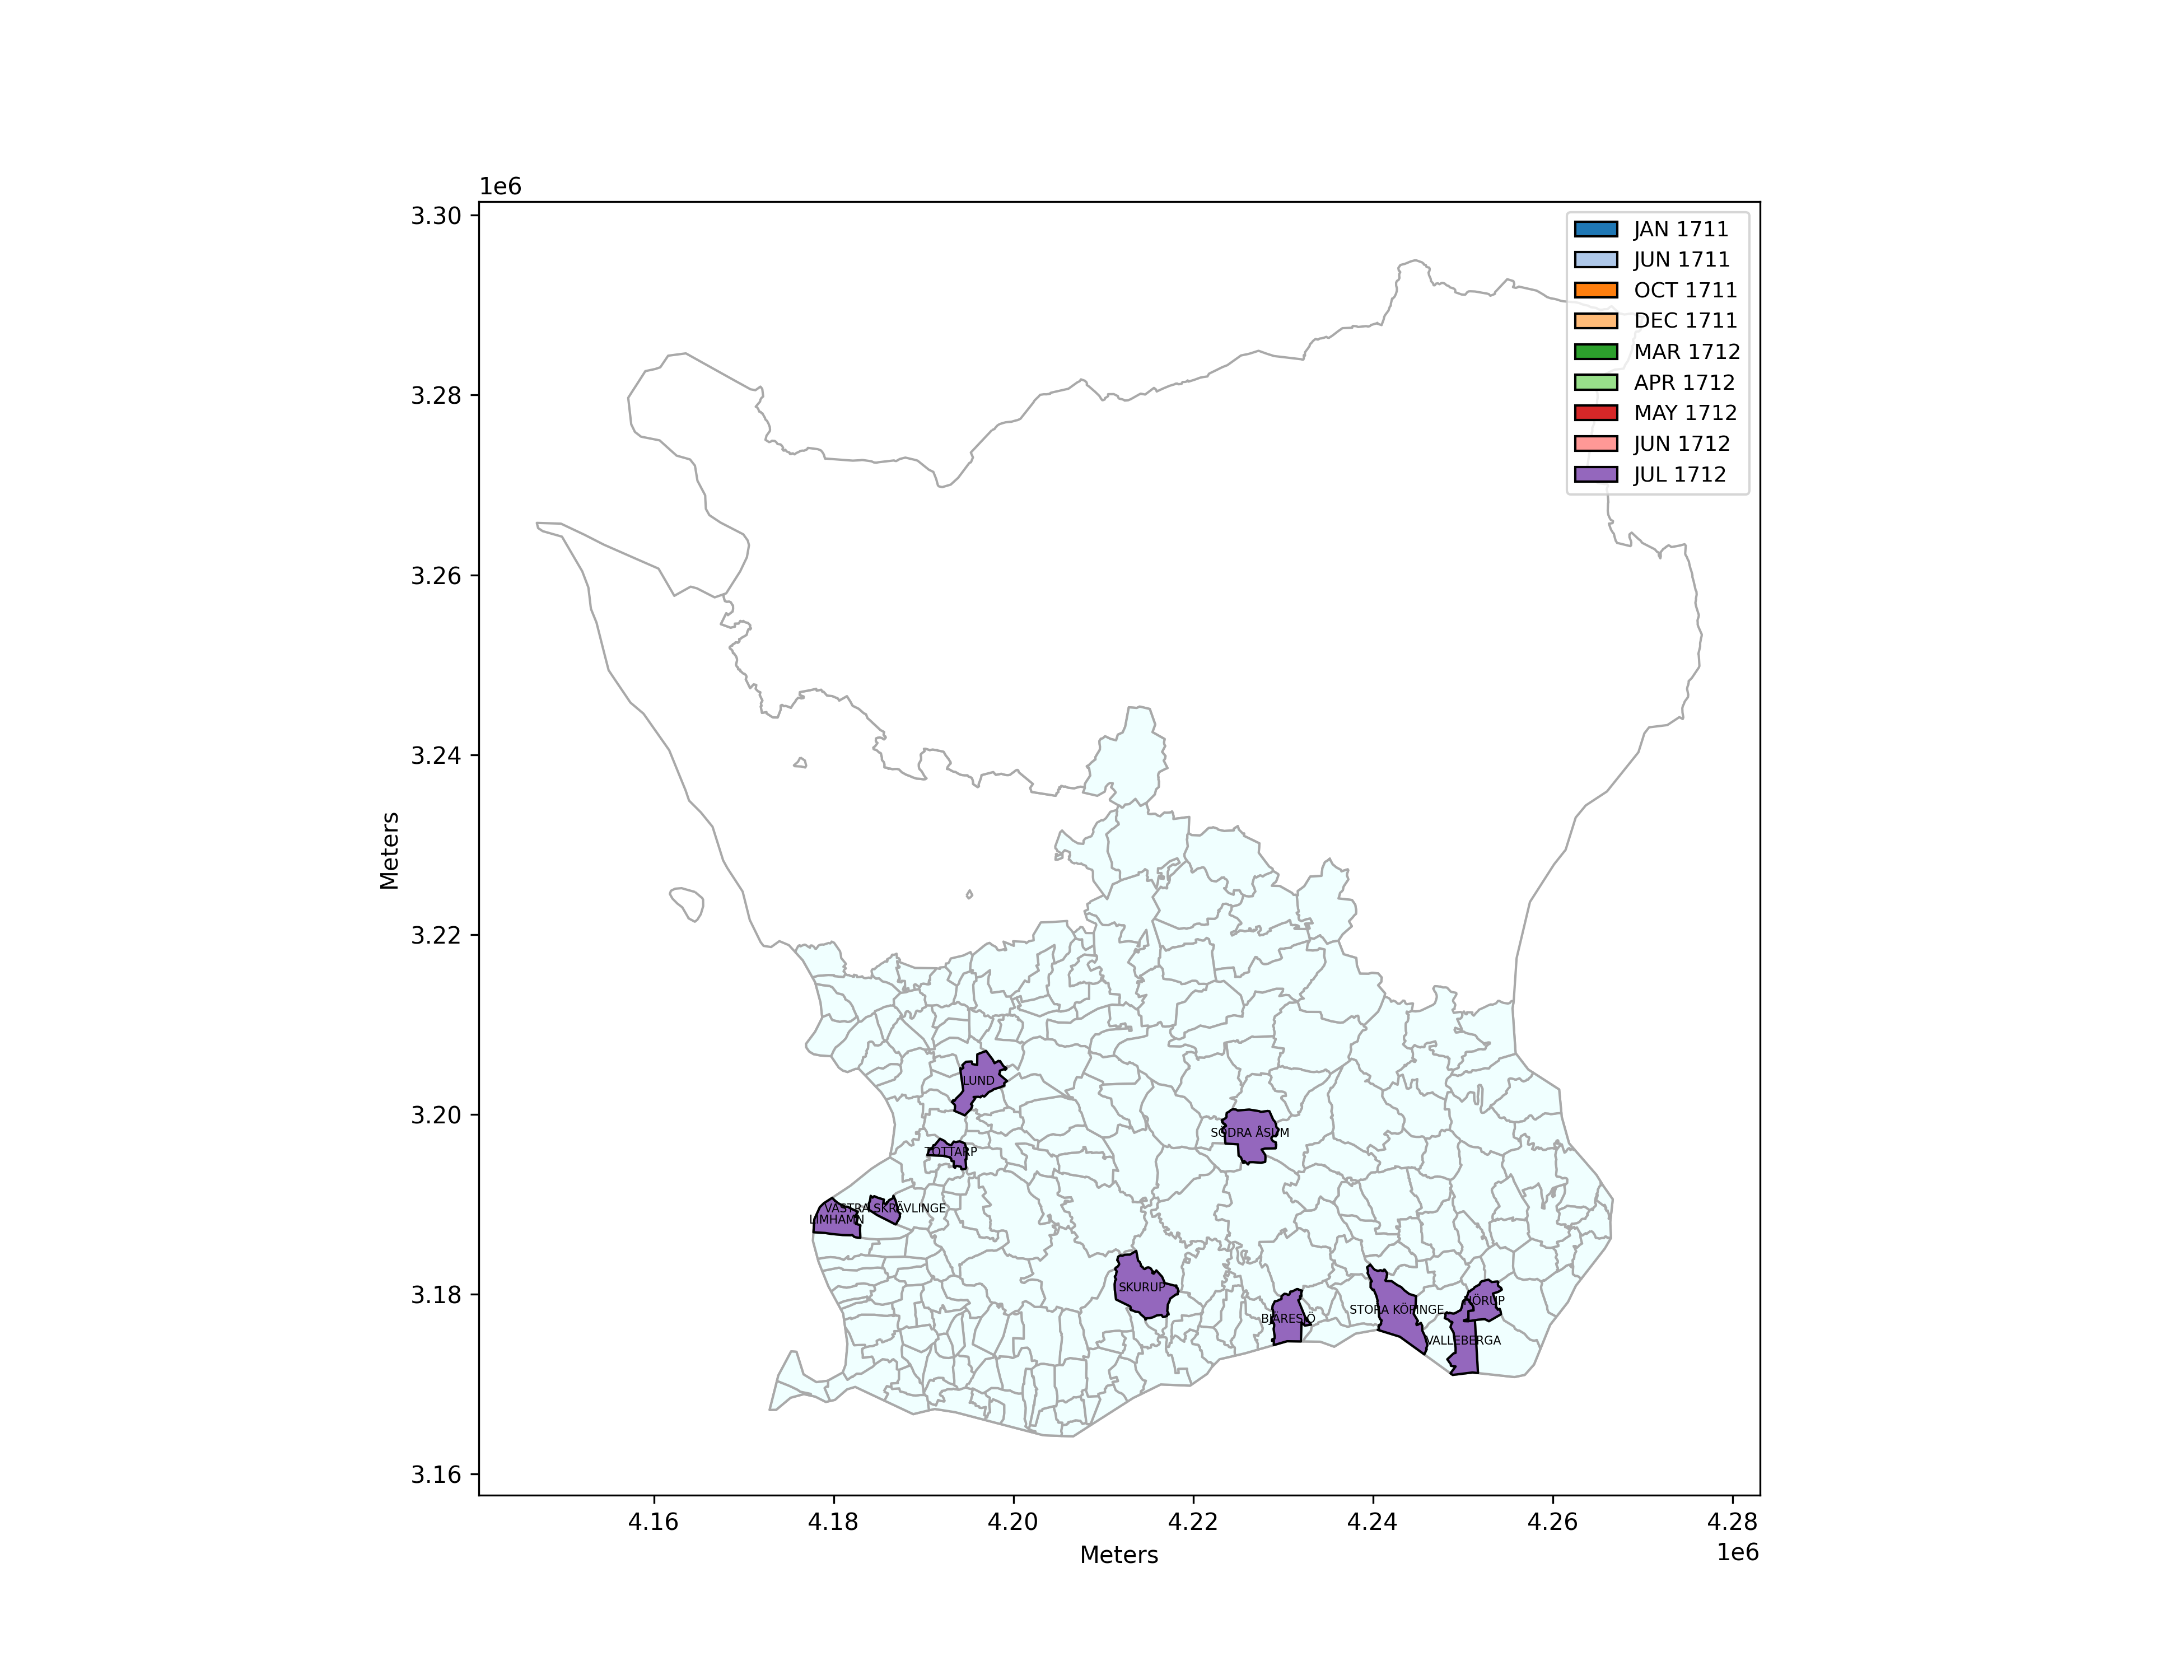 1e6
JAN 1711
JUN 1711
OCT 1711
DEC 1711
MAR 1712
APR 1712
MAY 1712
JUN 1712
JUL 1712
3.30
3.28
3.26
3.24
3.22
3.20
3.18
3.16
Meters
LUND
SÖDRA ÅSUM
TOTTARP
VÄSTRA SKRÄVLINGE
LIMHAMN
SKURUP
HÖRUP
STORA KÖPINGE
BJÄRESJÖ
VALLEBERGA
4.16 4.18 4.20 4.22 4.24 4.26 4.28
Meters
1e6